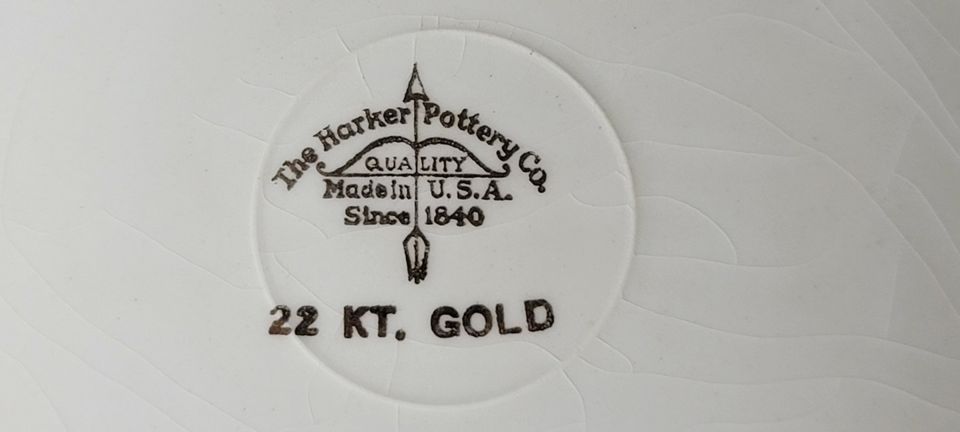 The Harker Pottery Co.
QUALITY
Made in U.S.A.
Since 1840
22 KT. GOLD